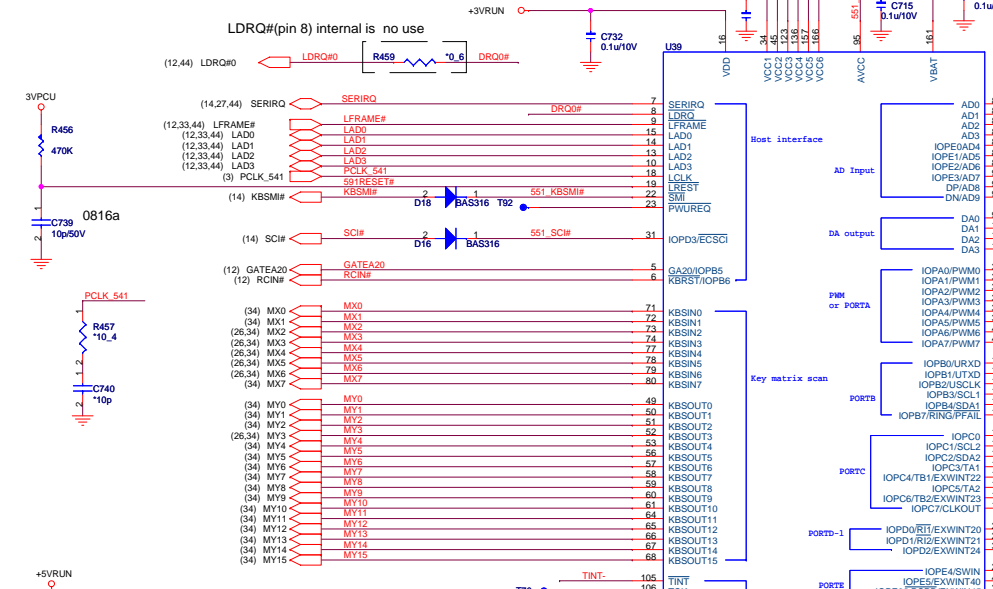 LDRQ#(pin 8) internal is no use
+3VRUN
C732
0.1u/10V
551
C715
0.1u/10V
0.1u
(12,44) LDRQ#0
LDRQ#0
R459
*0_6
DRQ0#
U39
16
34
45
123
136
157
166
95
161
VDD
VCC1
VCC2
VCC3
VCC4
VCC5
VCC6
AVCC
VBAT
3VPCU
R456
470K
1
C739
10p/50V
2
0816a
(14,27,44) SERIRQ
SERIRQ
7
SERIRQ
DRQ0#
8
LDRQ
(12,33,44) LFRAME#
LFRAME#
9
LFRAME
(12,33,44) LAD0
LAD0
15
LAD0
(12,33,44) LAD1
LAD1
14
LAD1
(12,33,44) LAD2
LAD2
13
LAD2
(12,33,44) LAD3
LAD3
10
LAD3
(3) PCLK_541
PCLK_541
18
LCLK
591RESET#
19
LREST
(14) KBSMI#
KBSMI#
2
D18
1
BAS316
551_KBSMI#
22
SMI
T92
23
PWUREQ
(14) SCI#
SCI#
2
D16
1
BAS316
551_SCI#
31
IOPD3/ECSCI
(12) GATEA20
GATEA20
5
GA20/IOPB5
(12) RCIN#
RCIN#
6
KBRST/IOPB6
Host interface
PCLK_541
1
R457
*10_4
2
1
C740
*10p
2
(34) MX0
MX0
71
KBSIN0
(34) MX1
MX1
72
KBSIN1
(26,34) MX2
MX2
73
KBSIN2
(26,34) MX3
MX3
74
KBSIN3
(26,34) MX4
MX4
77
KBSIN4
(26,34) MX5
MX5
78
KBSIN5
(26,34) MX6
MX6
79
KBSIN6
(34) MX7
MX7
80
KBSIN7
Key matrix scan
(34) MY0
MY0
49
KBSOUT0
(34) MY1
MY1
50
KBSOUT1
(34) MY2
MY2
51
KBSOUT2
(26,34) MY3
MY3
52
KBSOUT3
(34) MY4
MY4
53
KBSOUT4
(34) MY5
MY5
56
KBSOUT5
(34) MY6
MY6
57
KBSOUT6
(34) MY7
MY7
58
KBSOUT7
(34) MY8
MY8
59
KBSOUT8
(34) MY9
MY9
60
KBSOUT9
(34) MY10
MY10
61
KBSOUT10
(34) MY11
MY11
64
KBSOUT11
(34) MY12
MY12
65
KBSOUT12
(34) MY13
MY13
66
KBSOUT13
(34) MY14
MY14
67
KBSOUT14
(34) MY15
MY15
68
KBSOUT15
+5VRUN
TINT-
105
TINT
AD Input
AD0
AD1
AD2
AD3
IOPE0AD4
IOPE1/AD5
IOPE2/AD6
IOPE3/AD7
DP/AD8
DN/AD9
DA output
DA0
DA1
DA2
DA3
PWM
or PORTA
IOPA0/PWM0
IOPA1/PWM1
IOPA2/PWM2
IOPA3/PWM3
IOPA4/PWM4
IOPA5/PWM5
IOPA6/PWM6
IOPA7/PWM7
PORTB
IOPB0/URXD
IOPB1/UTXD
IOPB2/USCLK
IOPB3/SCL1
IOPB4/SDA1
IOPB7/RING/PFAIL
PORTC
IOPC0
IOPC1/SCL2
IOPC2/SDA2
IOPC3/TA1
IOPC4/TB1/EXWINT22
IOPC5/TA2
IOPC6/TB2/EXWINT23
IOPC7/CLKOUT
PORTD-1
IOPD0/RI1/EXWINT20
IOPD1/RI2/EXWINT21
IOPD2/EXWINT24
PORTE
IOPE4/SWIN
IOPE5/EXWINT40